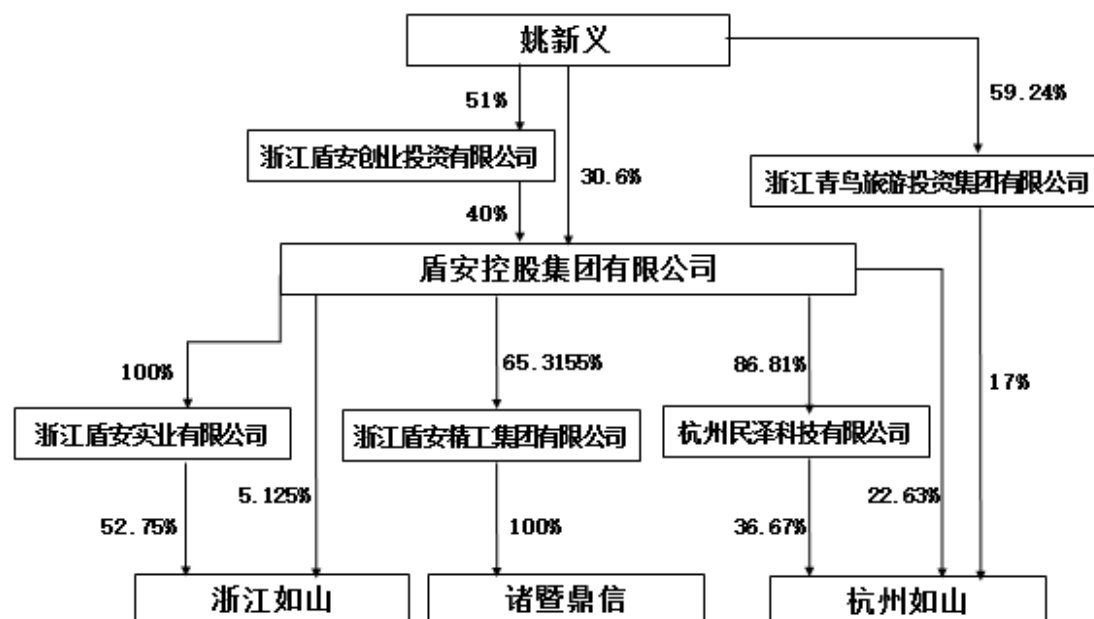 姚新义
51%
59.24%
浙江盾安创业投资有限公司
30.6%
浙江青鸟旅游投资集团有限公司
40%
盾安控股集团有限公司
100%
65.3155%
86.81%
17%
浙江盾安实业有限公司
浙江盾安精工集团有限公司
杭州民泽科技有限公司
5.125%
22.63%
52.75%
100%
36.67%
浙江如山
诸暨鼎信
杭州如山